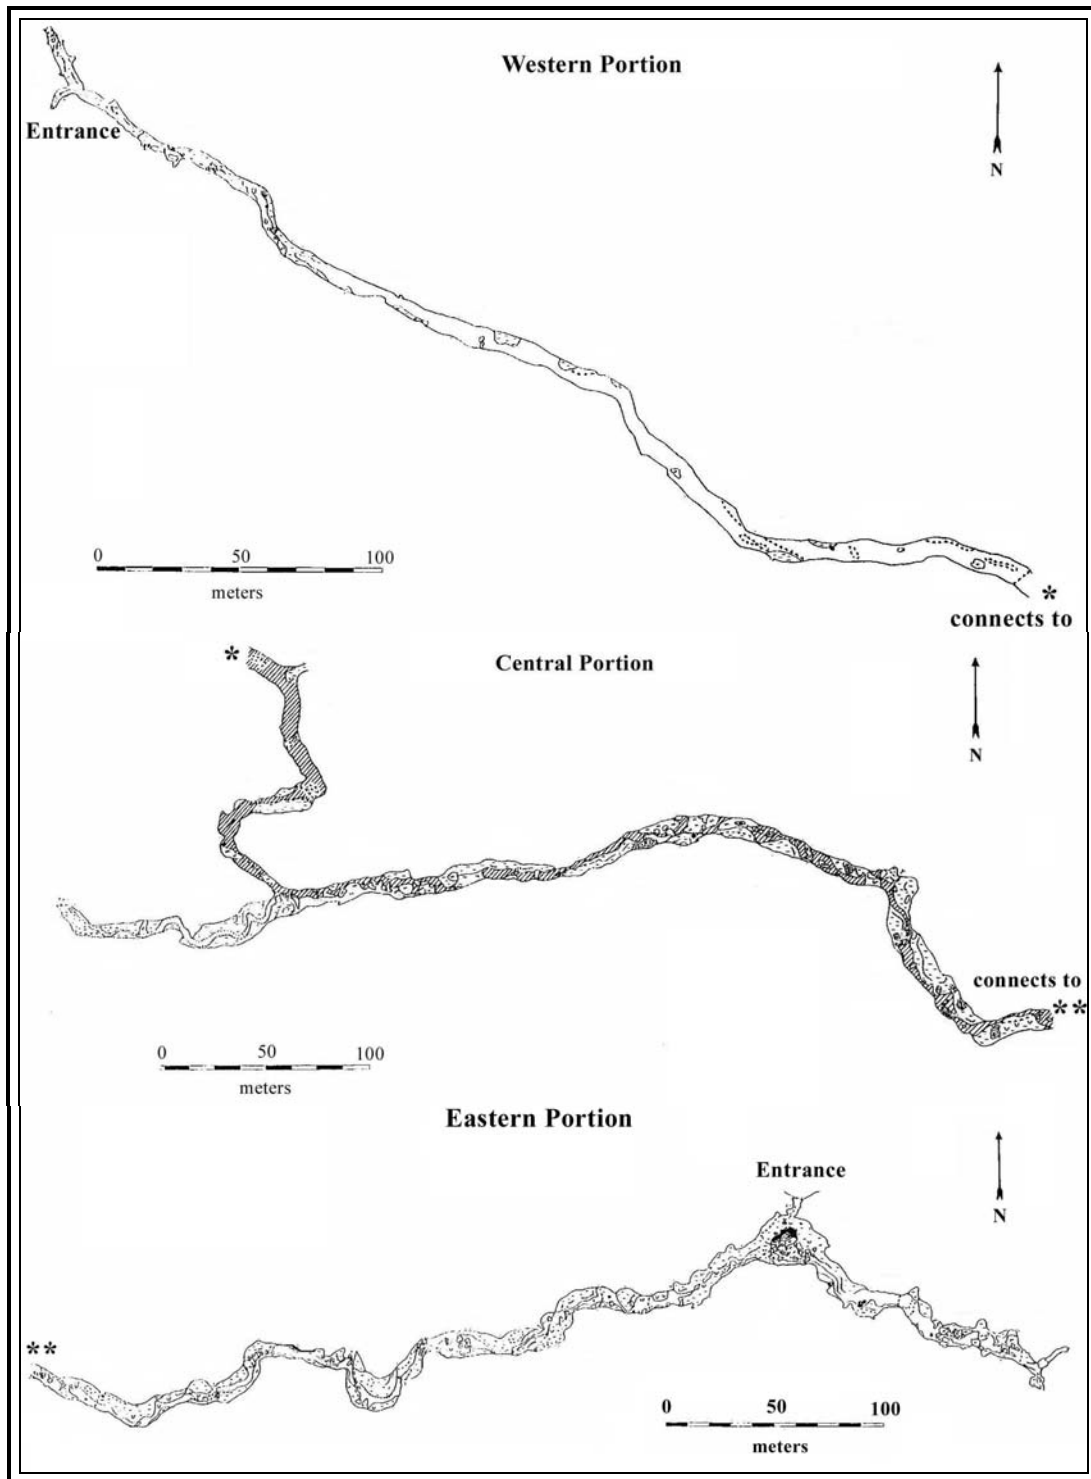 Western Portion
N
Entrance
0 50 100
meters
*
connects to
*
Central Portion
N
connects to
**
0 50 100
meters
Eastern Portion
Entrance
N
**
0 50 100
meters